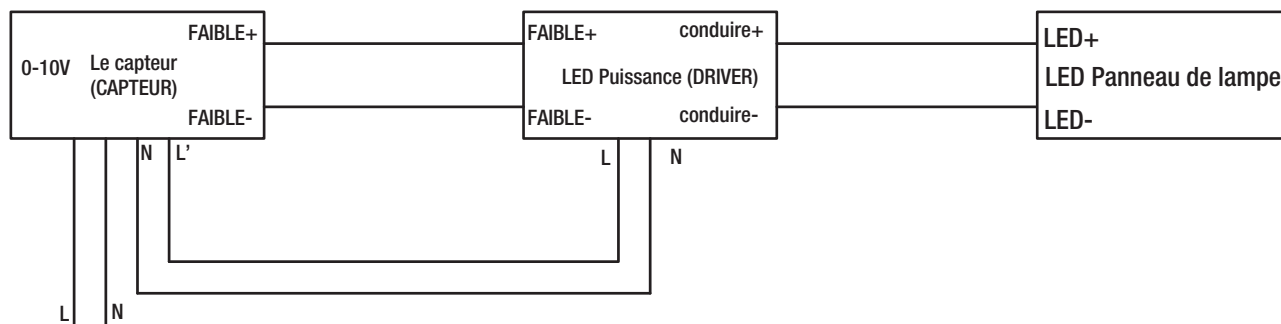 FAIBLE+
0-10V
Le capteur
(CAPTEUR)
FAIBLE-
N
L'
L
N
FAIBLE+
conduire+
LED Puissance (DRIVER)
FAIBLE-
conduire-
L
N
LED+
LED Panneau de lampe
LED-